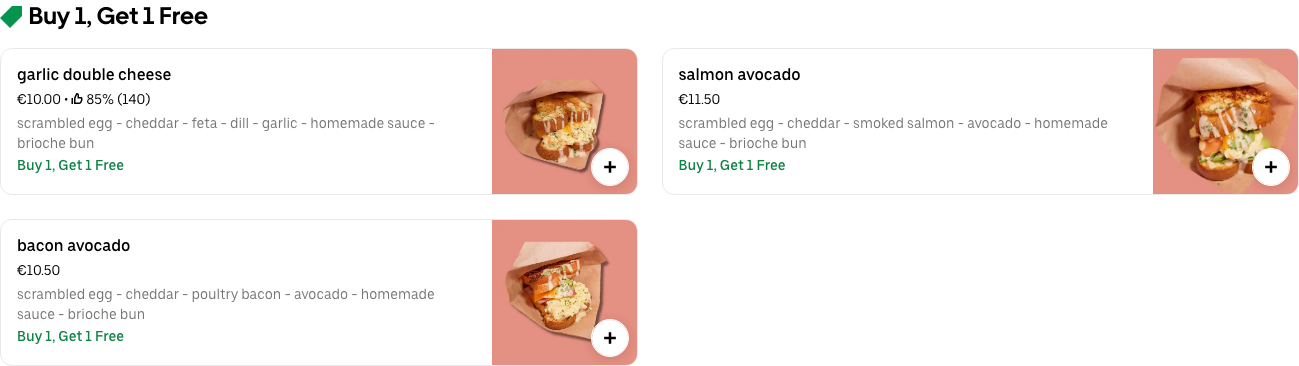 Buy 1, Get 1 Free
garlic double cheese
€10.00 • 85% (140)
scrambled egg - cheddar - feta - dill - garlic - homemade sauce -
brioche bun
Buy 1, Get 1 Free
salmon avocado
€11.50
scrambled egg - cheddar - smoked salmon - avocado - homemade
sauce - brioche bun
Buy 1, Get 1 Free
bacon avocado
€10.50
scrambled egg - cheddar - poultry bacon - avocado - homemade
sauce - brioche bun
Buy 1, Get 1 Free